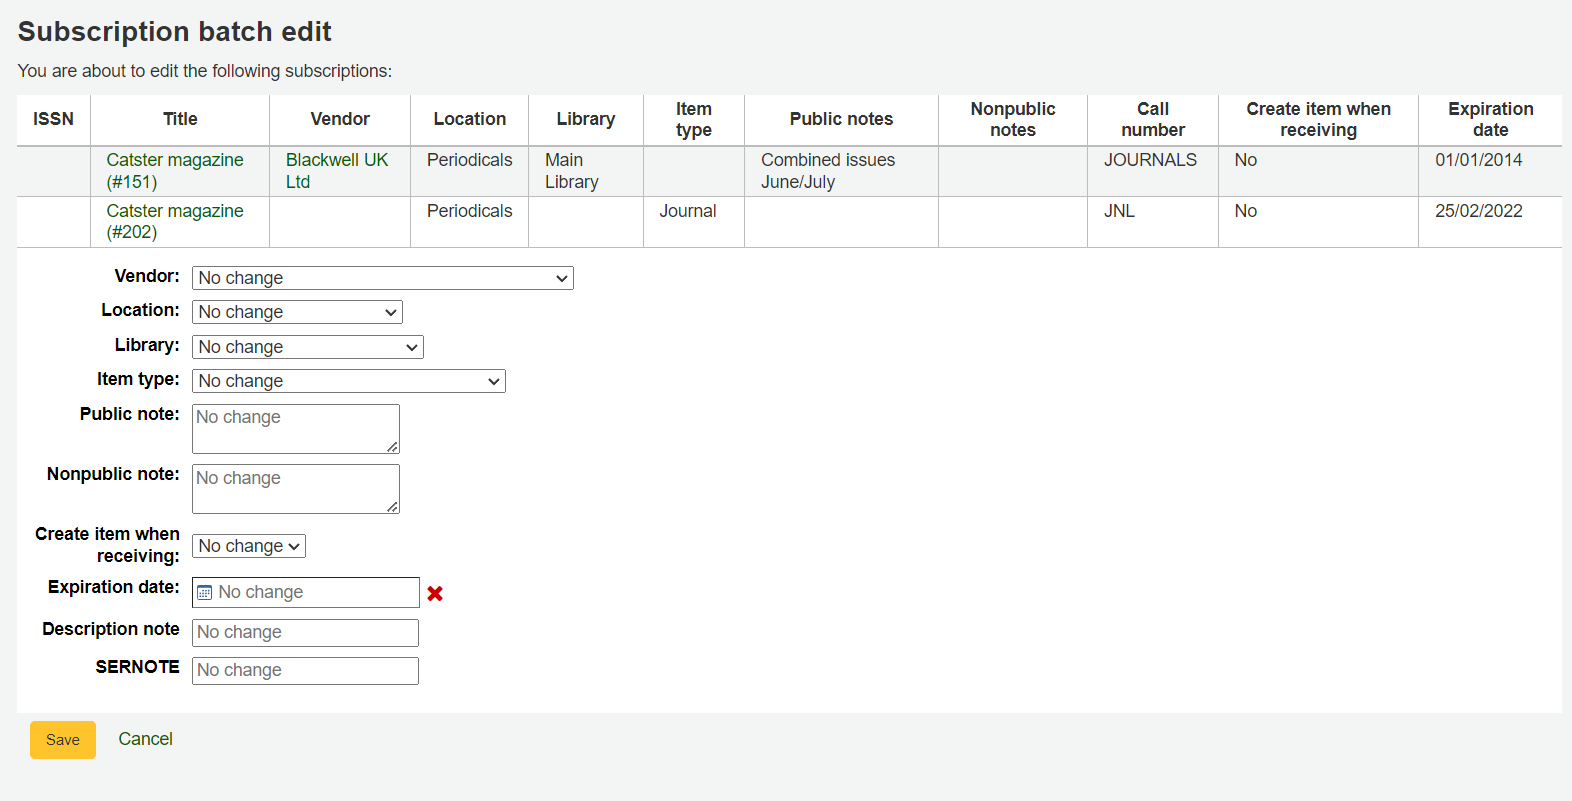 Subscription batch edit
You are about to edit the following subscriptions:
ISSN Title Vendor Location Library Item type Public notes Nonpublic notes Call number Create item when receiving Expiration date
Catster magazine (#151) Blackwell UK Ltd Periodicals Main Library Combined issues June/July JOURNALS No 01/01/2014
Catster magazine (#202) Periodicals Journal JNL No 25/02/2022
Vendor: No change
Location: No change
Library: No change
Item type: No change
Public note: No change
Nonpublic note: No change
Create item when receiving: No change
Expiration date: No change
Description note No change
SERNOTE No change
Save Cancel